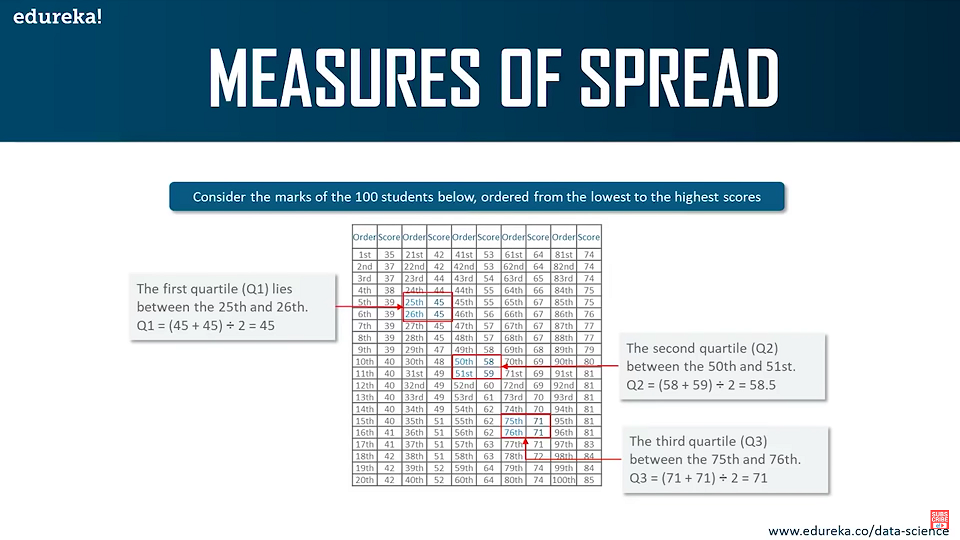 edureka!
MEASURES OF SPREAD
Consider the marks of the 100 students below, ordered from the lowest to the highest scores
Order Score Order Score Order Score Order Score Order Score
1st 35 21st 42 41st 53 61st 64 81st 74
2nd 37 22nd 42 42nd 53 62nd 64 82nd 74
3rd 37 23rd 44 43rd 54 63rd 65 83rd 74
4th 38 24th 44 44th 55 64th 66 84th 75
5th 39 25th 45 45th 55 65th 67 85th 75
6th 39 26th 45 46th 56 66th 67 86th 76
7th 39 27th 45 47th 57 67th 67 87th 77
8th 39 28th 45 48th 57 68th 67 88th 77
9th 39 29th 47 49th 58 69th 68 89th 79
10th 40 30th 48 50th 58 70th 69 90th 80
11th 40 31st 49 51st 59 71st 69 91st 81
12th 40 32nd 49 52nd 60 72nd 69 92nd 81
13th 40 33rd 49 53rd 61 73rd 70 93rd 81
14th 40 34th 49 54th 62 74th 70 94th 81
15th 40 35th 51 55th 62 75th 71 95th 81
16th 41 36th 51 56th 62 76th 71 96th 81
17th 41 37th 51 57th 63 77th 71 97th 83
18th 42 38th 51 58th 63 78th 72 98th 84
19th 42 39th 52 59th 64 79th 74 99th 84
20th 42 40th 52 60th 64 80th 74 100th 85
The first quartile (Q1) lies
between the 25th and 26th.
Q1 = (45 + 45) ÷ 2 = 45
The second quartile (Q2)
between the 50th and 51st.
Q2 = (58 + 59) ÷ 2 = 58.5
The third quartile (Q3)
between the 75th and 76th.
Q3 = (71 + 71) ÷ 2 = 71
SUBS
CRIBE
www.edureka.co/data-science